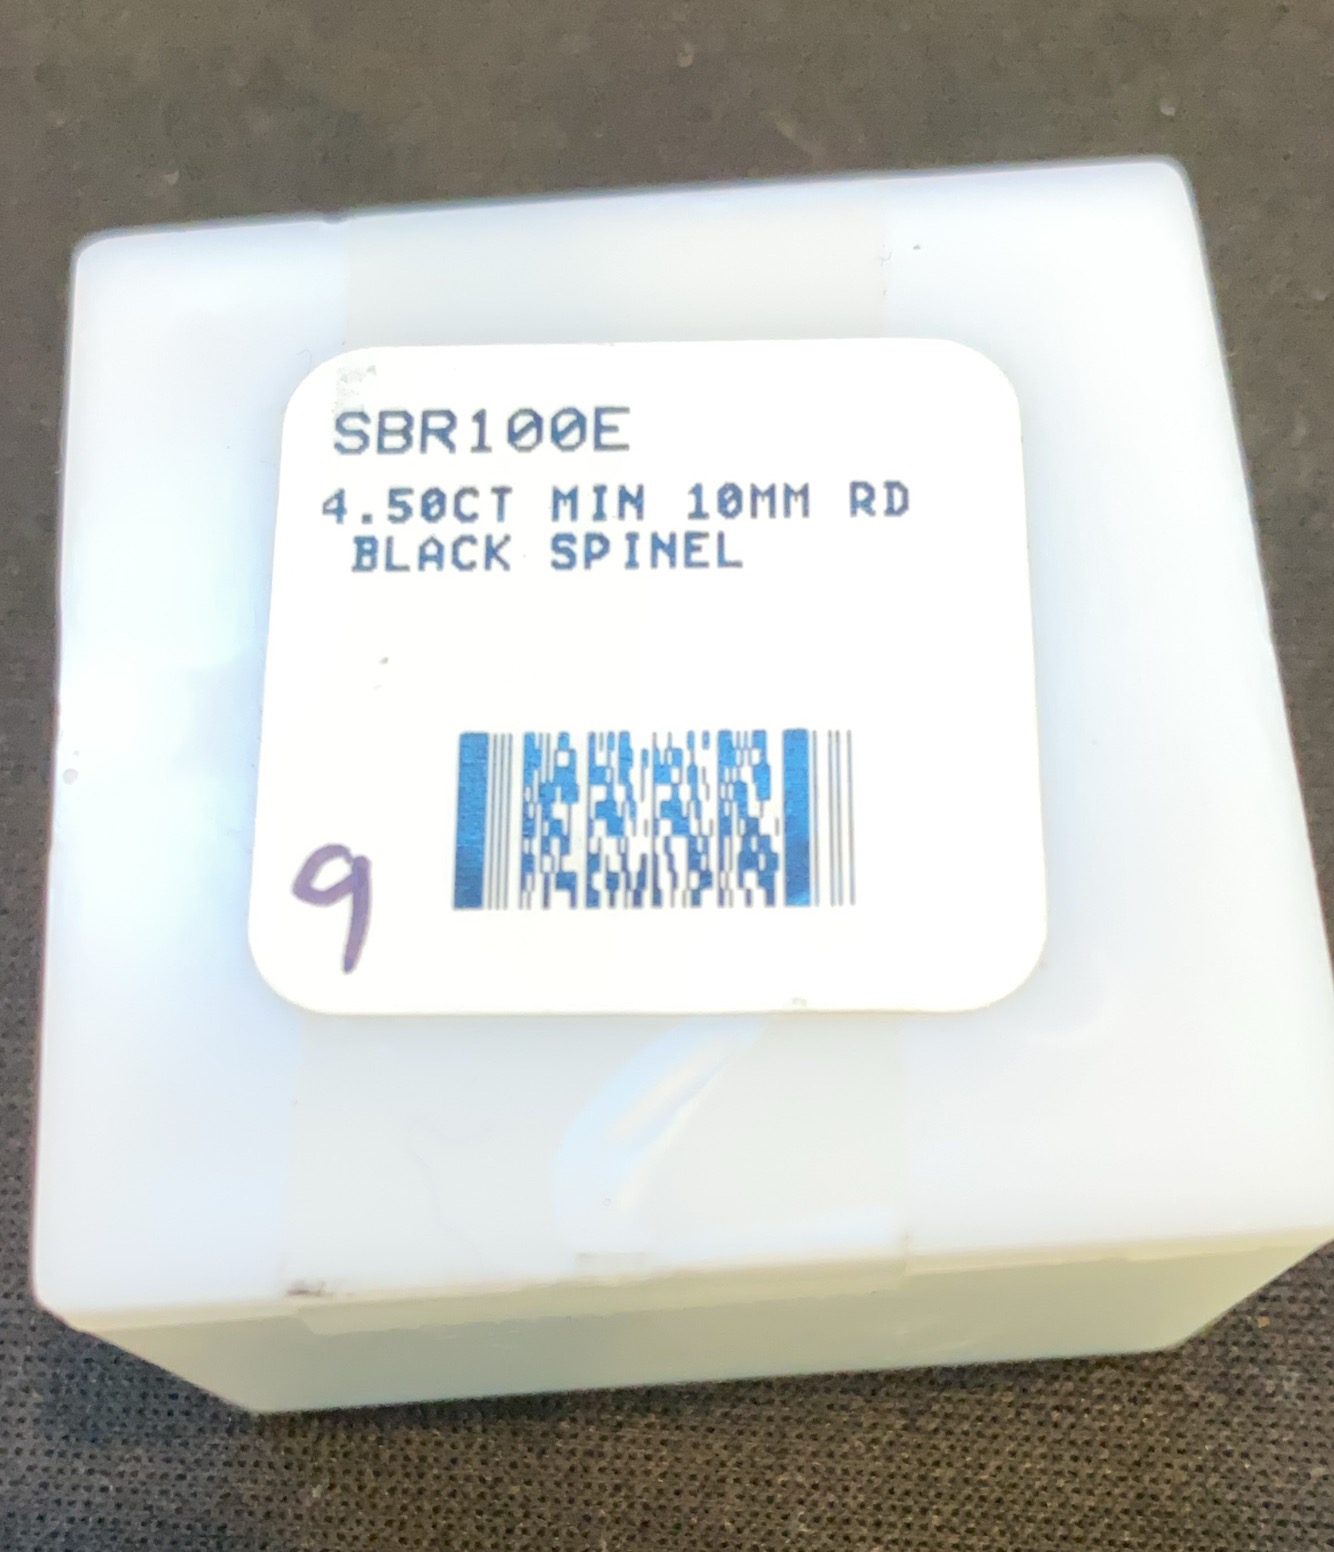 SBR100E
4.50CT MIN 10MM RD
BLACK SPINEL
9